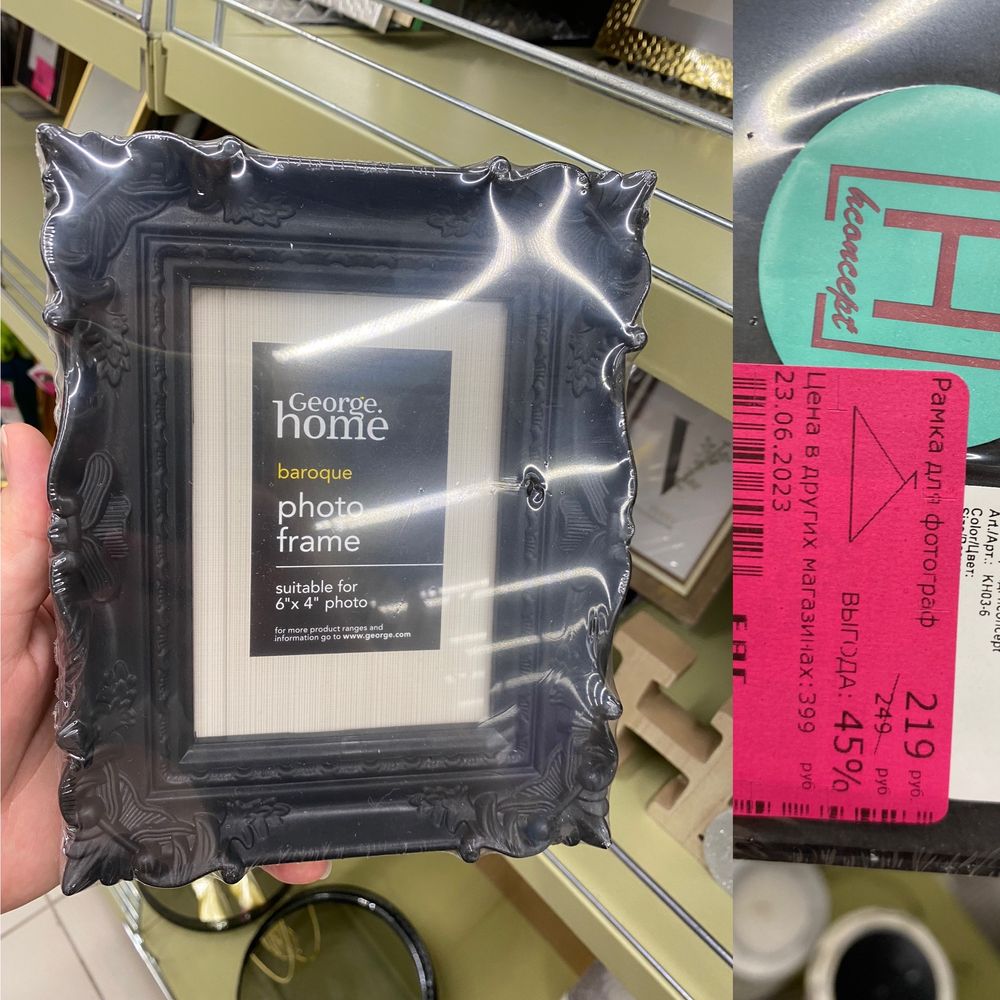 George.
home
baroque
photo
frame
suitable for
6"x 4" photo
for more product ranges and
information go to www.george.com
H
hconcept
Рамка для фотограф
219 руб
249 руб
ВЫГОДА: 45%
Цена в других магазинах: 399 руб
23.06.2023
Art./Арт.: KH03-6
Color/Цвет: